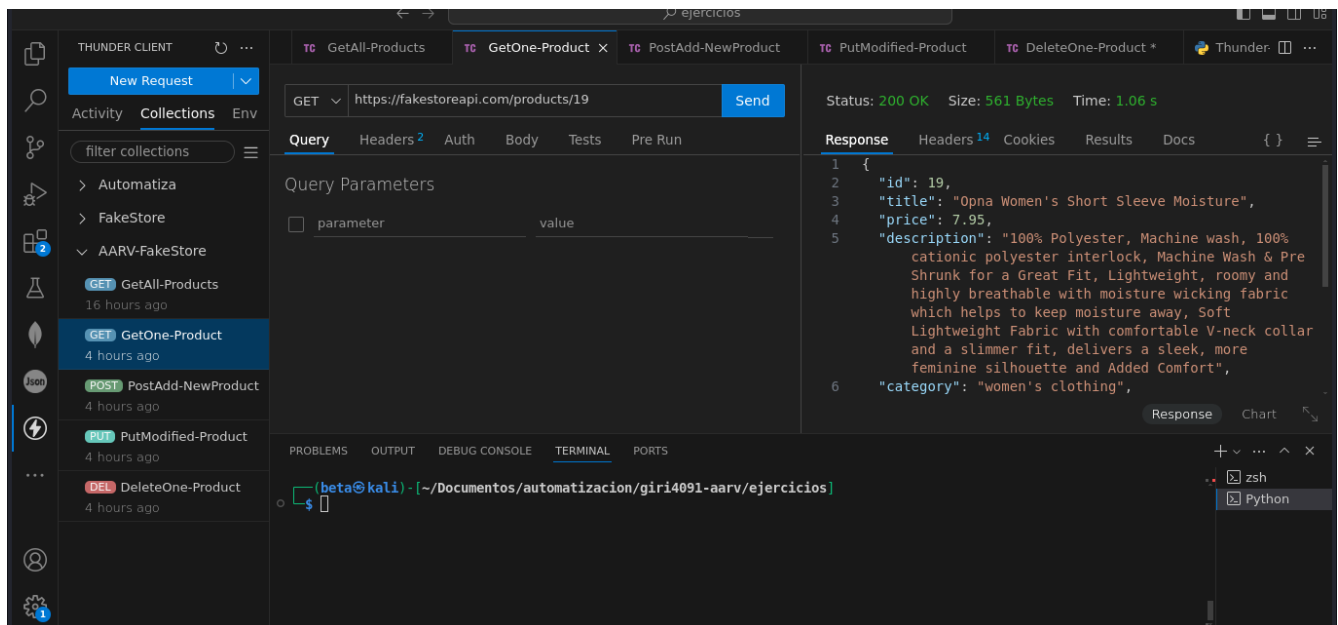 ejercicios
THUNDER CLIENT
New Request
Activity Collections Env
filter collections
Automatiza
FakeStore
AARV-FakeStore
GET GetAll-Products
16 hours ago
GET GetOne-Product
4 hours ago
POST PostAdd-NewProduct
4 hours ago
PUT PutModified-Product
4 hours ago
DEL DeleteOne-Product
4 hours ago
2
Json
1
TC GetAll-Products TC GetOne-Product TC PostAdd-NewProduct TC PutModified-Product TC DeleteOne-Product * Thunder-
GET https://fakestoreapi.com/products/19 Send
Query Headers 2 Auth Body Tests Pre Run
Query Parameters
parameter value
Status: 200 OK Size: 561 Bytes Time: 1.06 s
Response Headers 14 Cookies Results Docs { }
1 {
2 "id": 19,
3 "title": "Opna Women's Short Sleeve Moisture",
4 "price": 7.95,
5 "description": "100% Polyester, Machine wash, 100%
cationic polyester interlock, Machine Wash & Pre
Shrunk for a Great Fit, Lightweight, roomy and
highly breathable with moisture wicking fabric
which helps to keep moisture away, Soft
Lightweight Fabric with comfortable V-neck collar
and a slimmer fit, delivers a sleek, more
feminine silhouette and Added Comfort",
6 "category": "women's clothing",
Response Chart
PROBLEMS OUTPUT DEBUG CONSOLE TERMINAL PORTS
(beta㉿kali)-[~/Documentos/automatizacion/giri4091-aarv/ejercicios]
$
zsh
Python